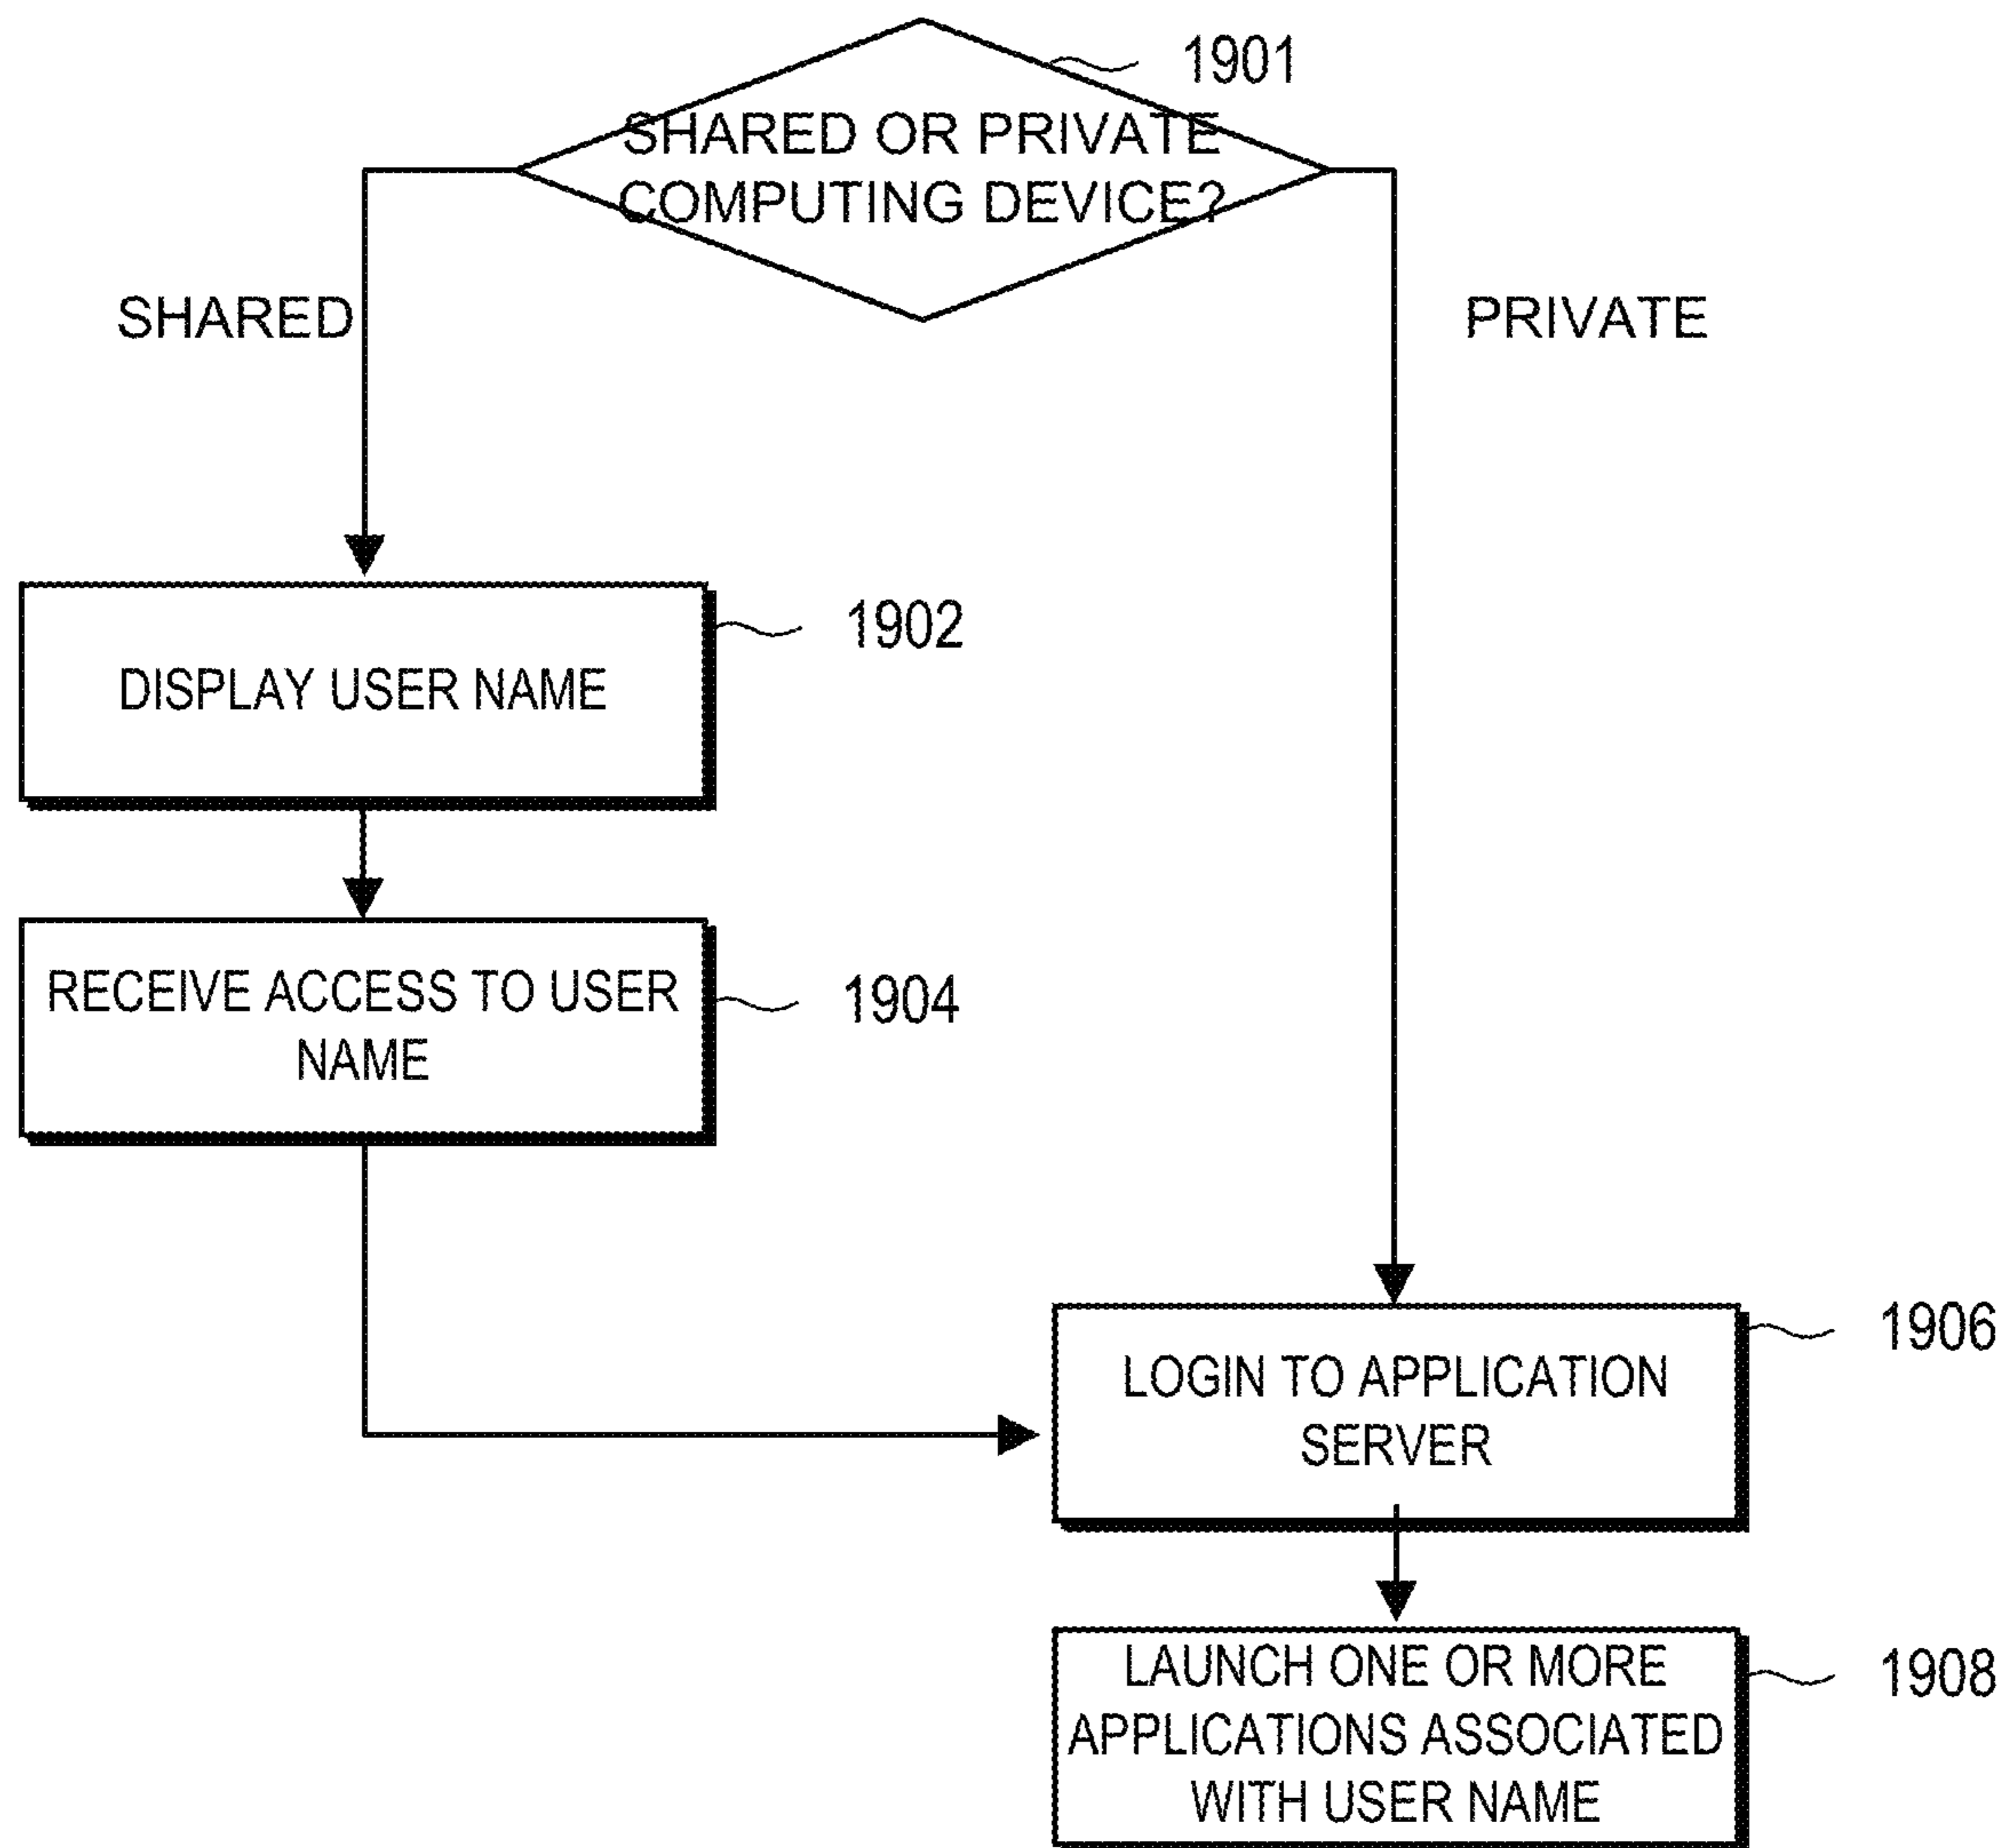 1901
SHARED OR PRIVATE
COMPUTING DEVICE?
SHARED
PRIVATE
1902
DISPLAY USER NAME
RECEIVE ACCESS TO USER
NAME
1904
1906
LOGIN TO APPLICATION
SERVER
LAUNCH ONE OR MORE
APPLICATIONS ASSOCIATED
WITH USER NAME
1908